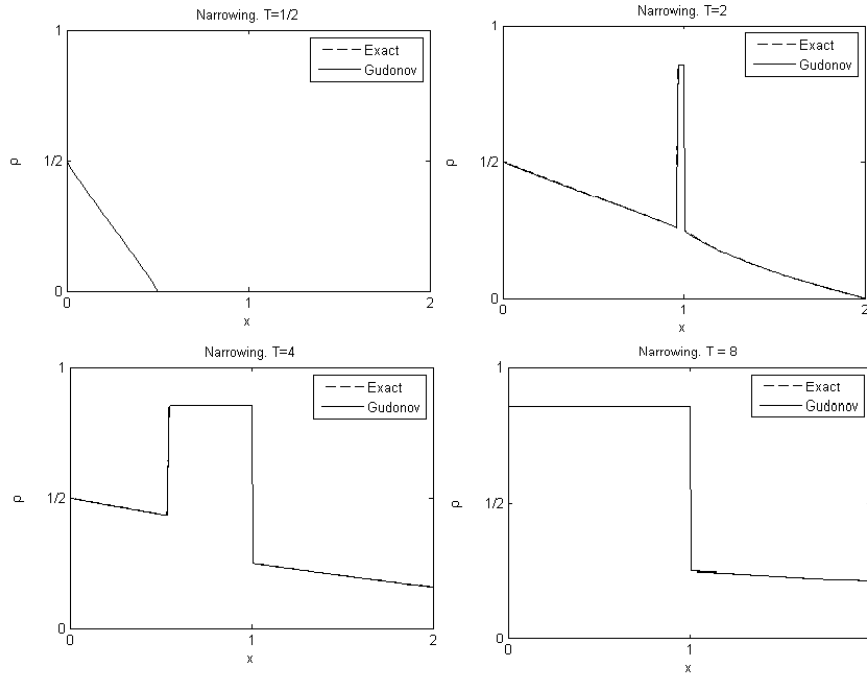 Narrowing. T=1/2
1
Exact
Gudonov
ρ
1/2
0
0
1
2
x
Narrowing. T=2
1
Exact
Gudonov
ρ
1/2
0
0
1
2
x
Narrowing. T=4
1
Exact
Gudonov
ρ
1/2
0
0
1
2
x
Narrowing. T = 8
1
Exact
Gudonov
ρ
1/2
0
0
1
x